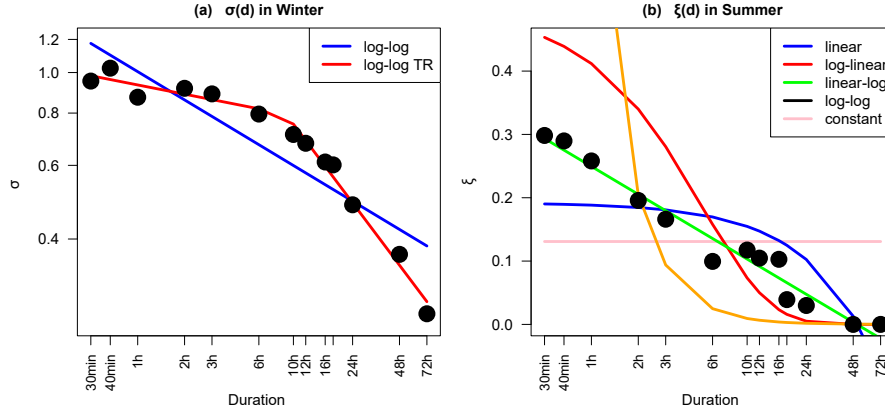 (a) σ(d) in Winter
log-log
log-log TR
1.2
1.0
0.8
0.6
0.4
σ
30min
40min
1h
2h
3h
6h
10h
12h
16h
24h
48h
72h
Duration
(b) ξ(d) in Summer
linear
log-linear
linear-log
log-log
constant
0.4
0.3
0.2
0.1
0.0
ξ
30min
40min
1h
2h
3h
6h
10h
12h
16h
24h
48h
72h
Duration